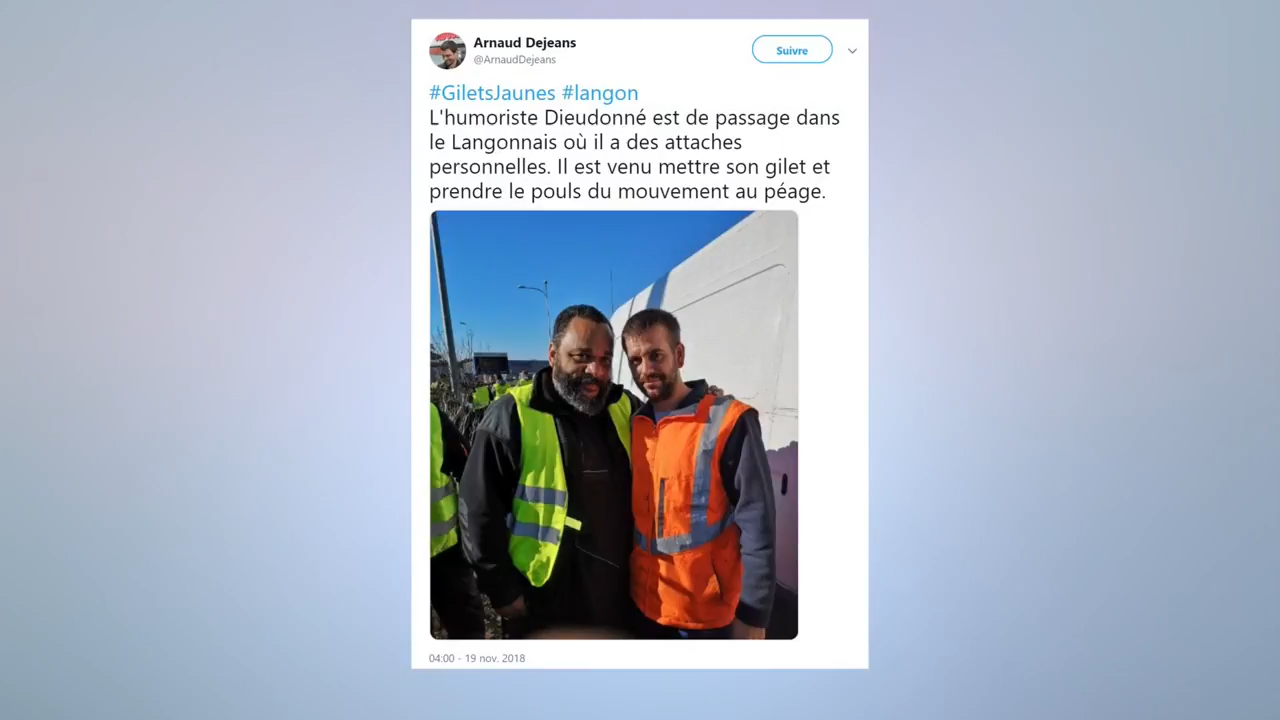 Arnaud Dejeans
@ArnaudDejeans
Suivre
#GiletsJaunes #langon
L'humoriste Dieudonné est de passage dans
le Langonnais où il a des attaches
personnelles. Il est venu mettre son gilet et
prendre le pouls du mouvement au péage.
04:00 - 19 nov. 2018